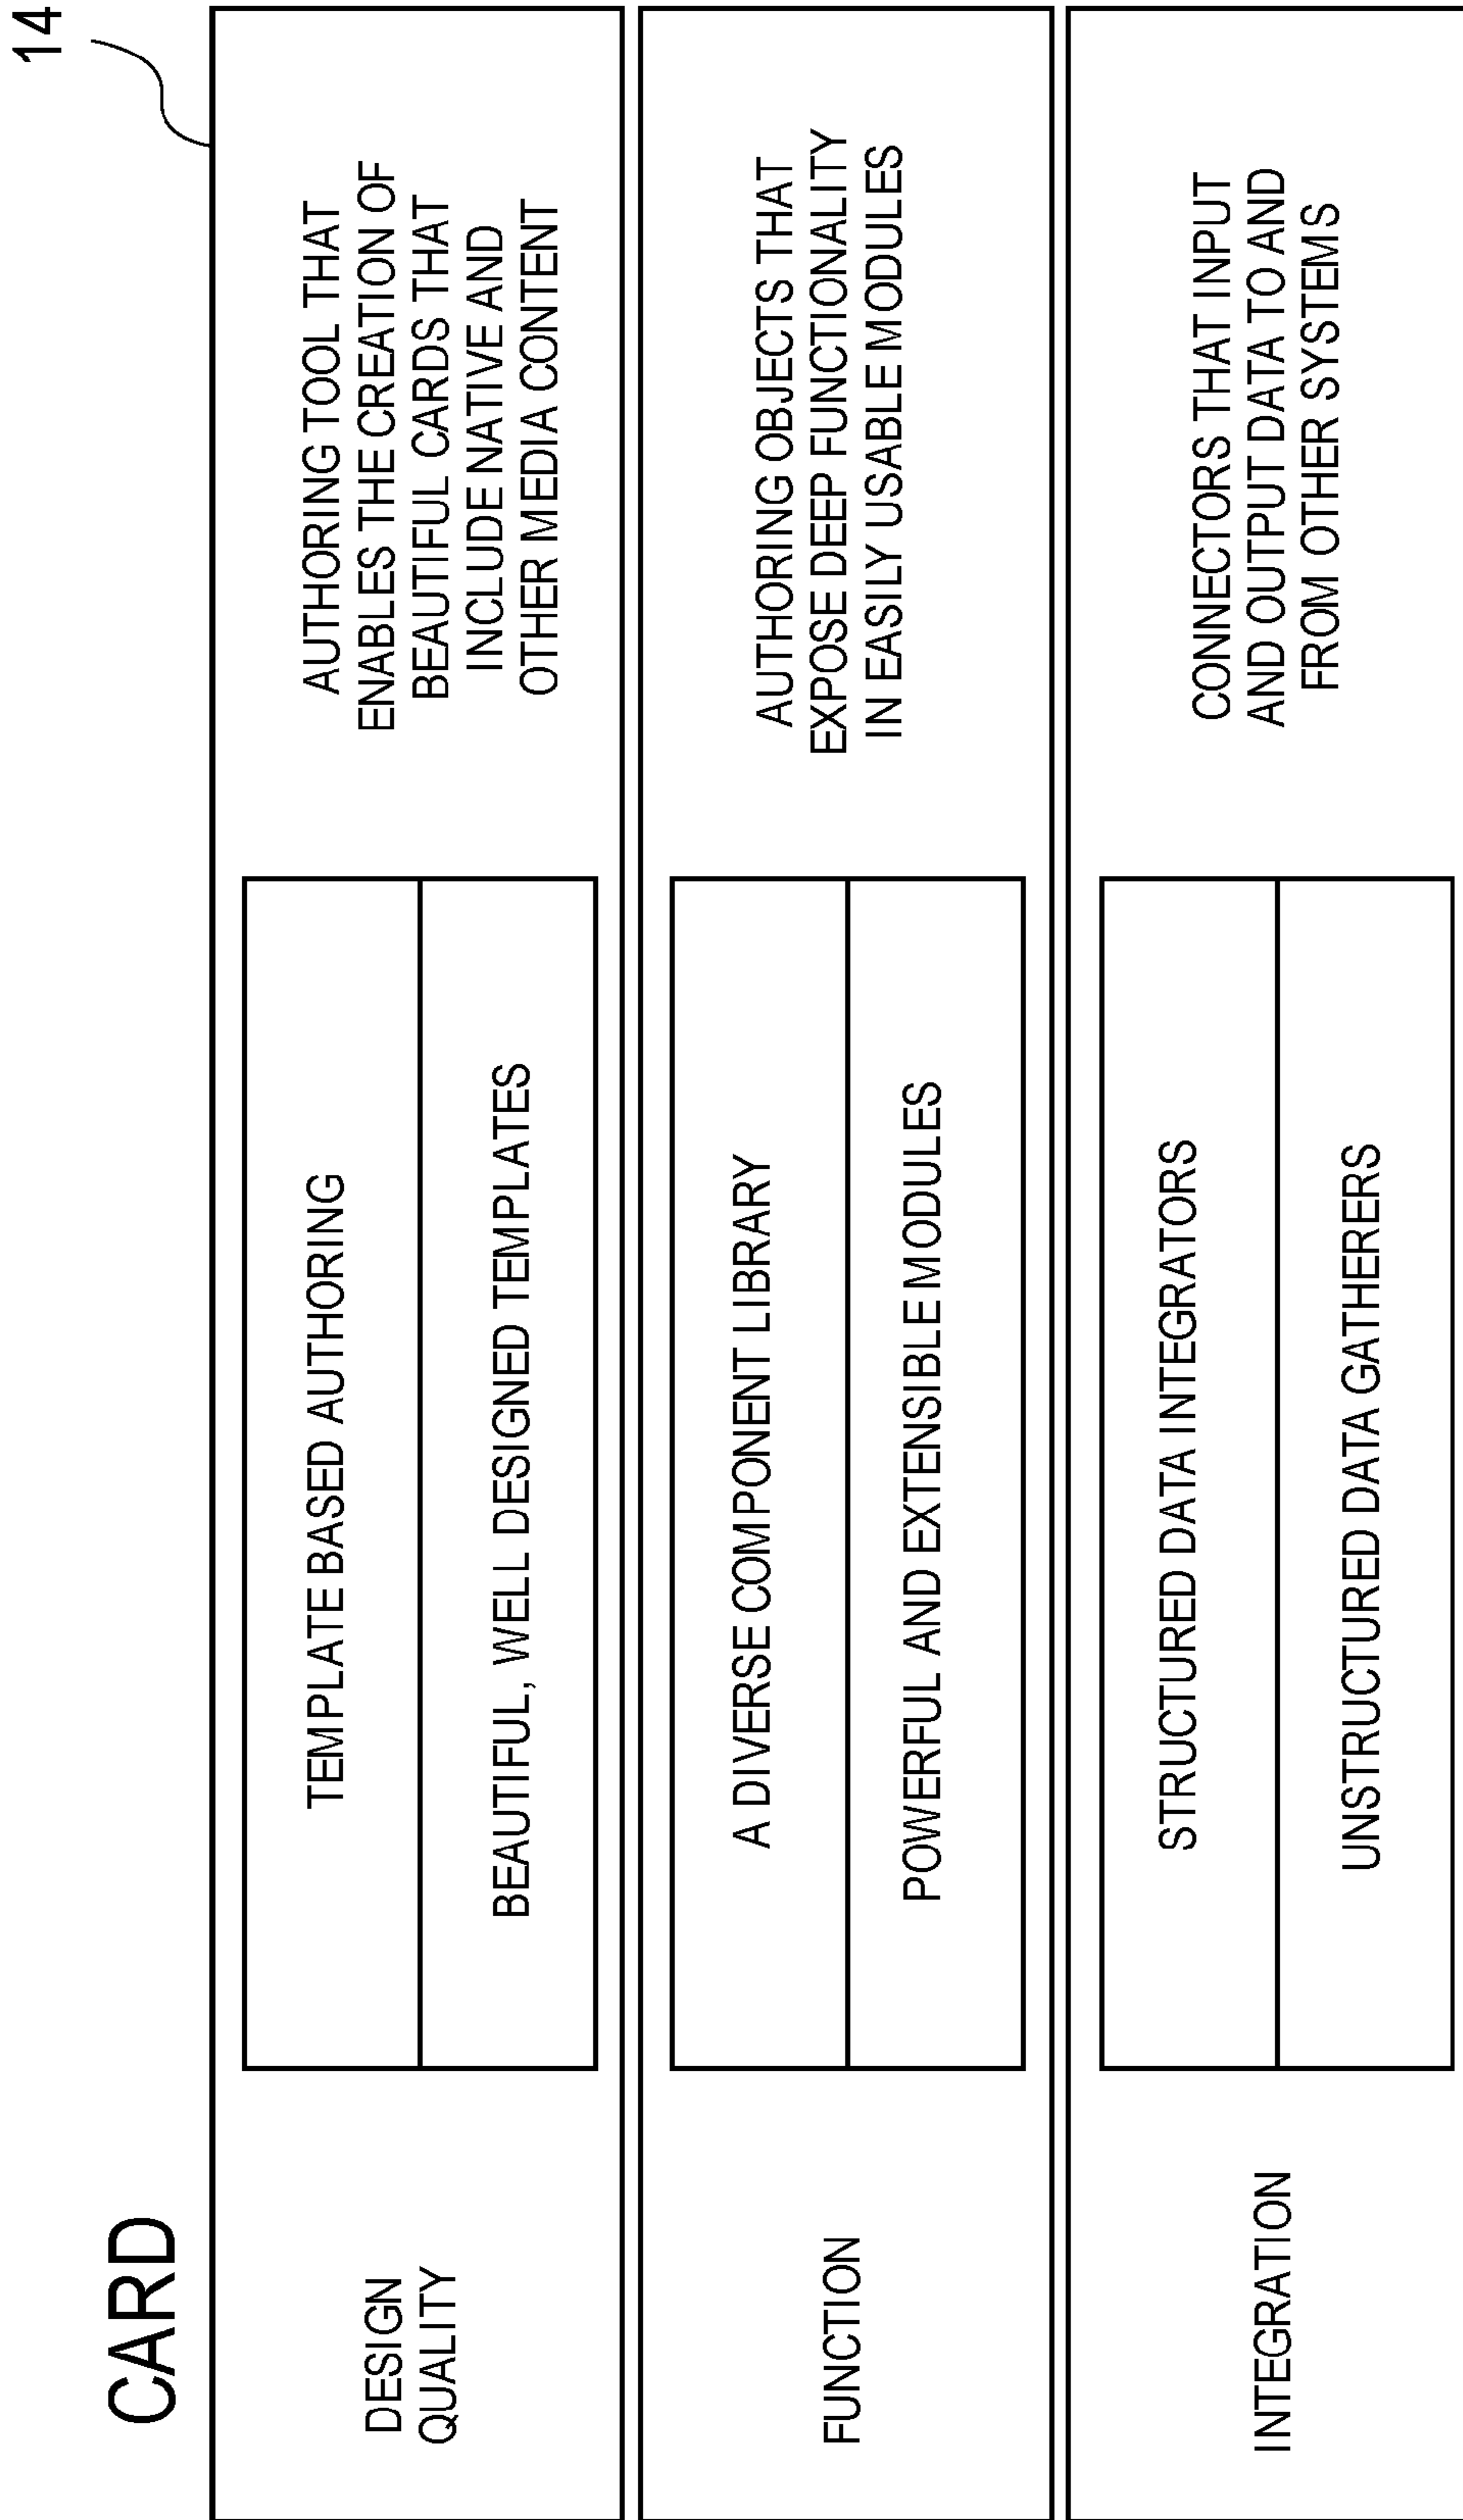 CARD
14
DESIGN
QUALITY
TEMPLATE BASED AUTHORING
BEAUTIFUL, WELL DESIGNED TEMPLATES
AUTHORING TOOL THAT
ENABLES THE CREATION OF
BEAUTIFUL CARDS THAT
INCLUDE NATIVE AND
OTHER MEDIA CONTENT
FUNCTION
A DIVERSE COMPONENT LIBRARY
POWERFUL AND EXTENSIBLE MODULES
AUTHORING OBJECTS THAT
EXPOSE DEEP FUNCTIONALITY
IN EASILY USABLE MODULES
INTEGRATION
STRUCTURED DATA INTEGRATORS
UNSTRUCTURED DATA GATHERERS
CONNECTORS THAT INPUT
AND OUTPUT DATA TO AND
FROM OTHER SYSTEMS